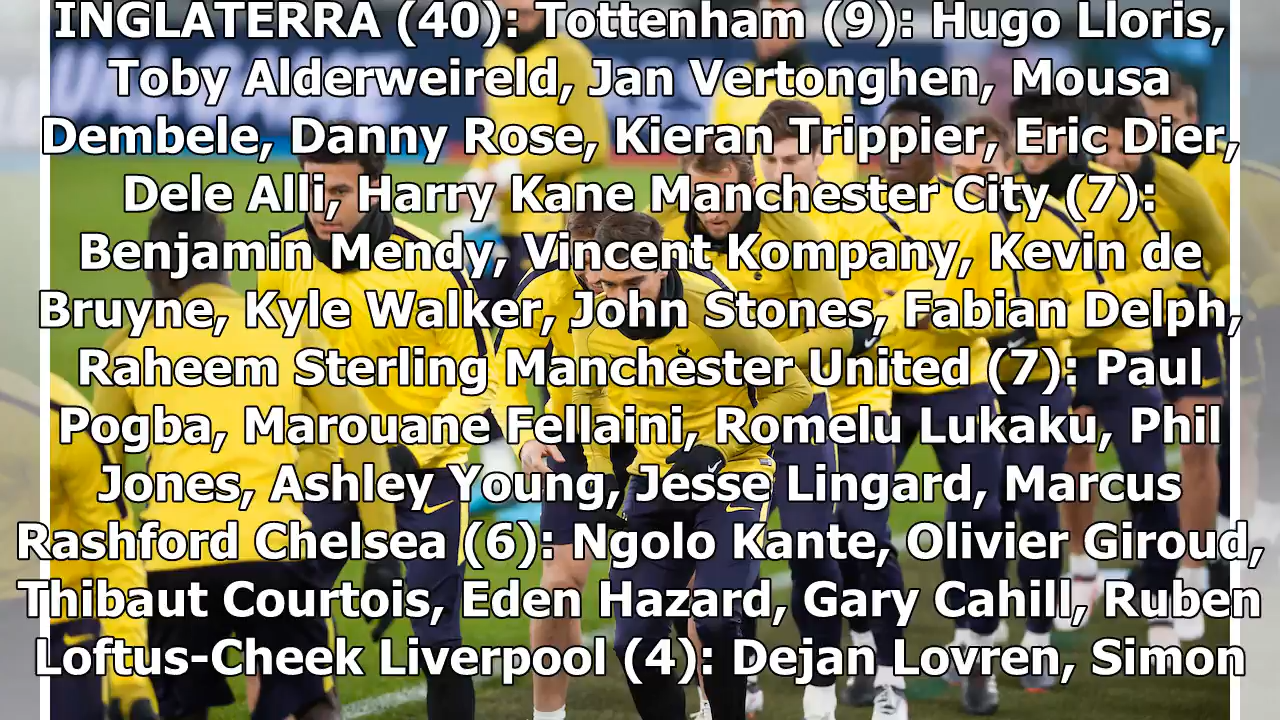 INGLATERRA (40): Tottenham (9): Hugo Lloris,
Toby Alderweireld, Jan Vertonghen, Mousa
Dembele, Danny Rose, Kieran Trippier, Eric Dier,
Dele Alli, Harry Kane Manchester City (7):
Benjamin Mendy, Vincent Kompany, Kevin de
Bruyne, Kyle Walker, John Stones, Fabian Delph,
Raheem Sterling Manchester United (7): Paul
Pogba, Marouane Fellaini, Romelu Lukaku, Phil
Jones, Ashley Young, Jesse Lingard, Marcus
Rashford Chelsea (6): Ngolo Kante, Olivier Giroud,
Thibaut Courtois, Eden Hazard, Gary Cahill, Ruben
Loftus-Cheek Liverpool (4): Dejan Lovren, Simon